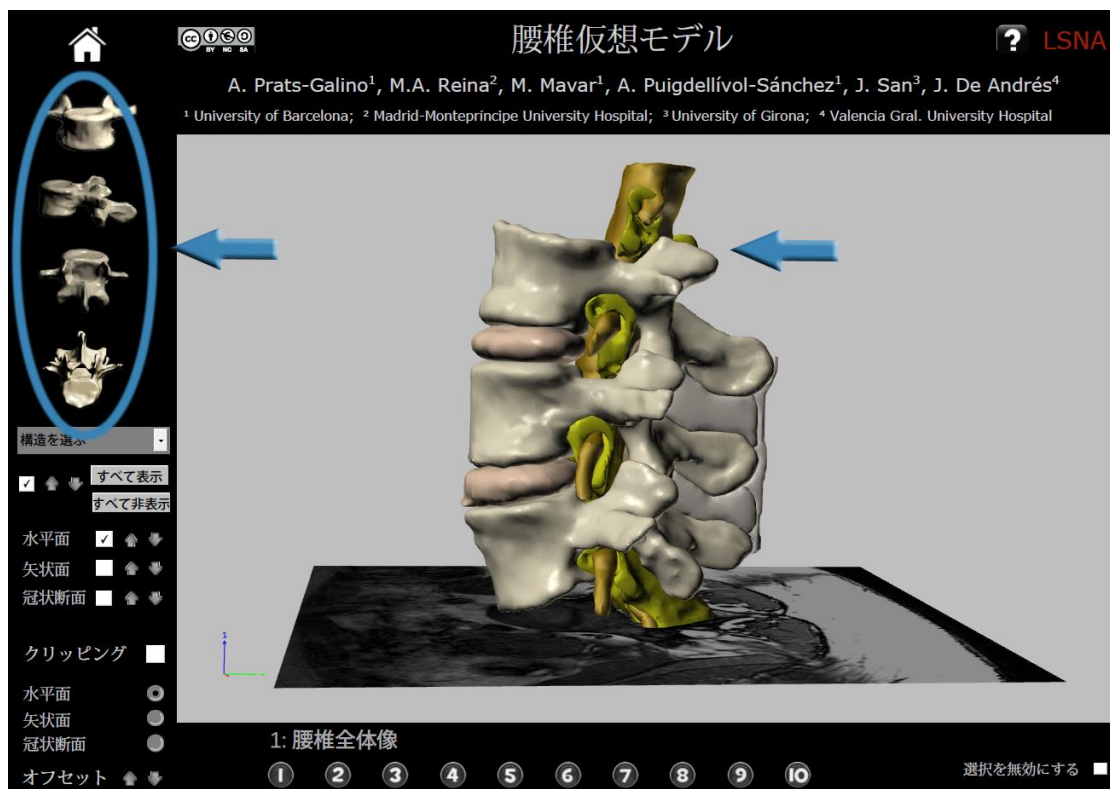 cc BY NC SA
腰椎仮想モデル
? LSNA
A. Prats-Galino¹, M.A. Reina², M. Mavar¹, A. Puigdellívol-Sánchez¹, J. San³, J. De Andrés⁴
¹ University of Barcelona; ² Madrid-Montepríncipe University Hospital; ³ University of Girona; ⁴ Valencia Gral. University Hospital
構造を選ぶ
すべて表示
すべて非表示
水平面
矢状面
冠状断面
クリッピング
水平面
矢状面
冠状断面
オフセット
z
1: 腰椎全体像
1 2 3 4 5 6 7 8 9 10
選択を無効にする